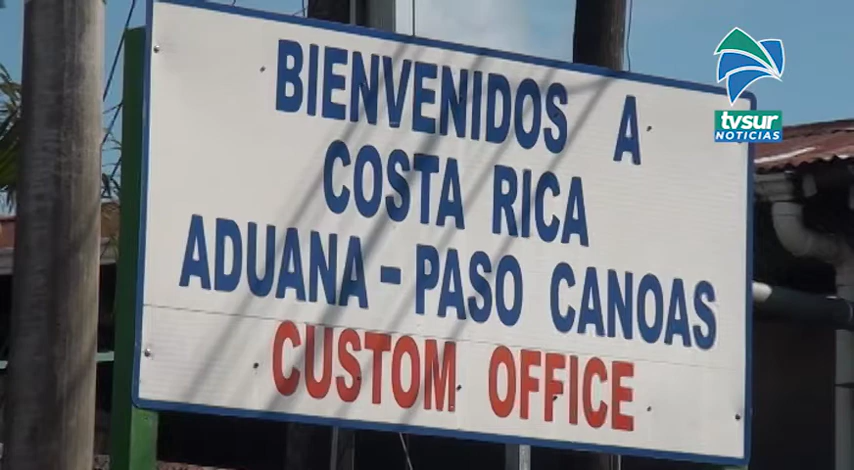 BIENVENIDOS A
COSTA RICA
ADUANA – PASO CANOAS
CUSTOM OFFICE
tvsur
NOTICIAS